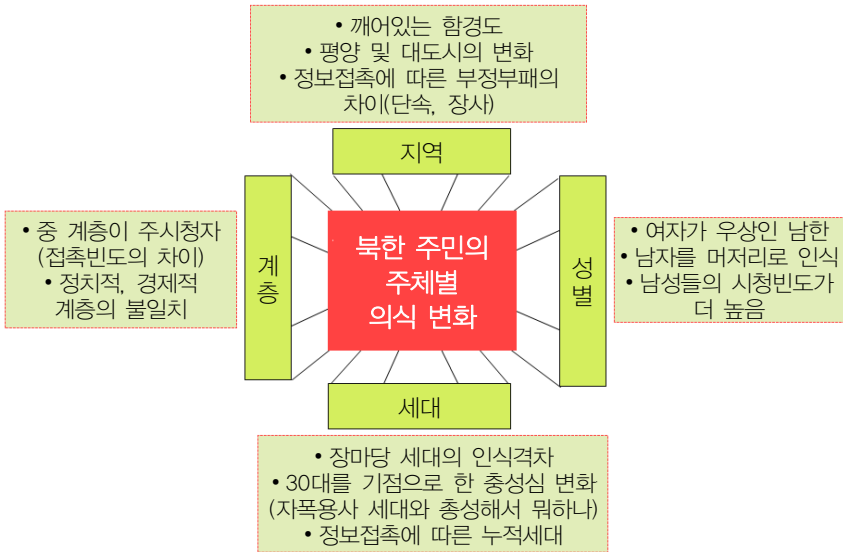 • 깨어있는 함경도
• 평양 및 대도시의 변화
• 정보접촉에 따른 부정부패의
차이(단속, 장사)
지역
계층
• 중 계층이 주시청자
(접촉빈도의 차이)
• 정치적, 경제적
계층의 불일치
북한 주민의
주체별
의식 변화
성별
• 여자가 우상인 남한
• 남자를 머저리로 인식
• 남성들의 시청빈도가
더 높음
세대
• 장마당 세대의 인식격차
• 30대를 기점으로 한 충성심 변화
(자폭용사 세대와 총성해서 뭐하나)
• 정보접촉에 따른 누적세대